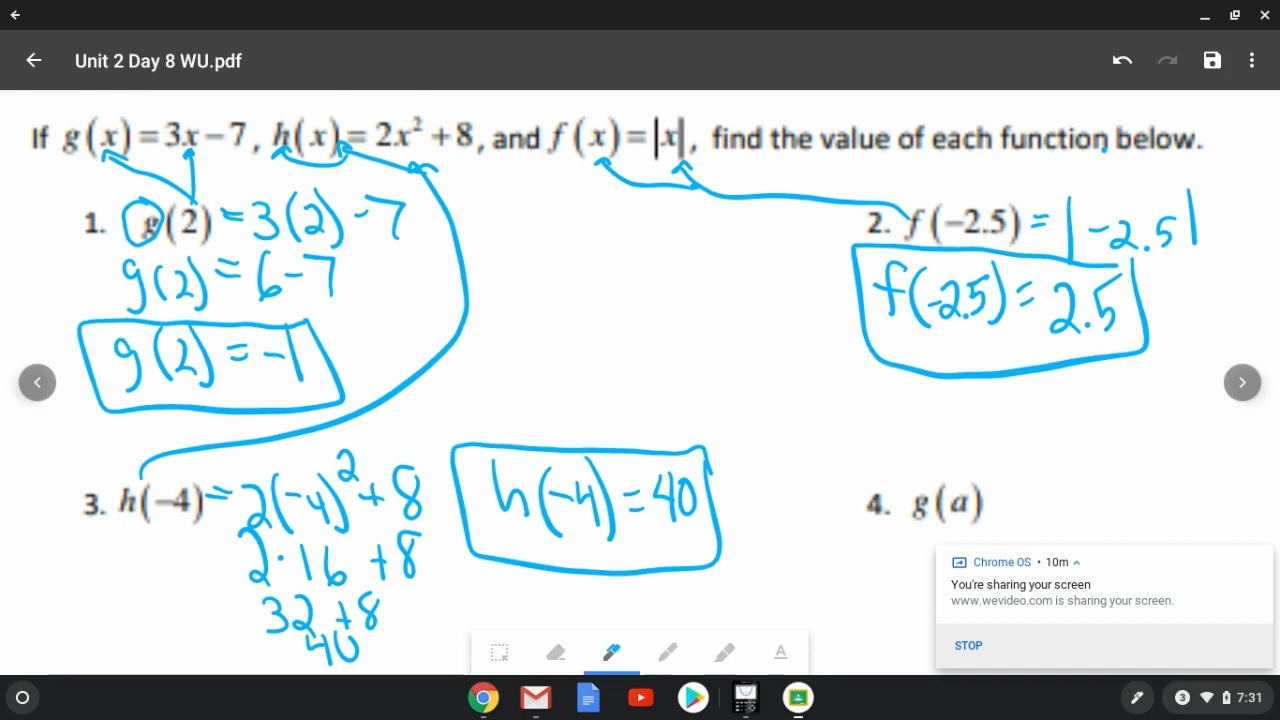 Unit 2 Day 8 WU.pdf
If g(x) = 3x − 7, h(x) = 2x² + 8, and f(x) = |x|, find the value of each function below.
1. g(2) = 3(2) - 7
g(2) = 6 - 7
g(2) = -1
2. f(−2.5) = |-2.5|
f(-2.5) = 2.5
3. h(−4) = 2(-4)² + 8
2·16 + 8
32 + 8
40
h(-4) = 40
4. g(a)
Chrome OS • 10m
You're sharing your screen
www.wevideo.com is sharing your screen.
STOP
A
3
7:31